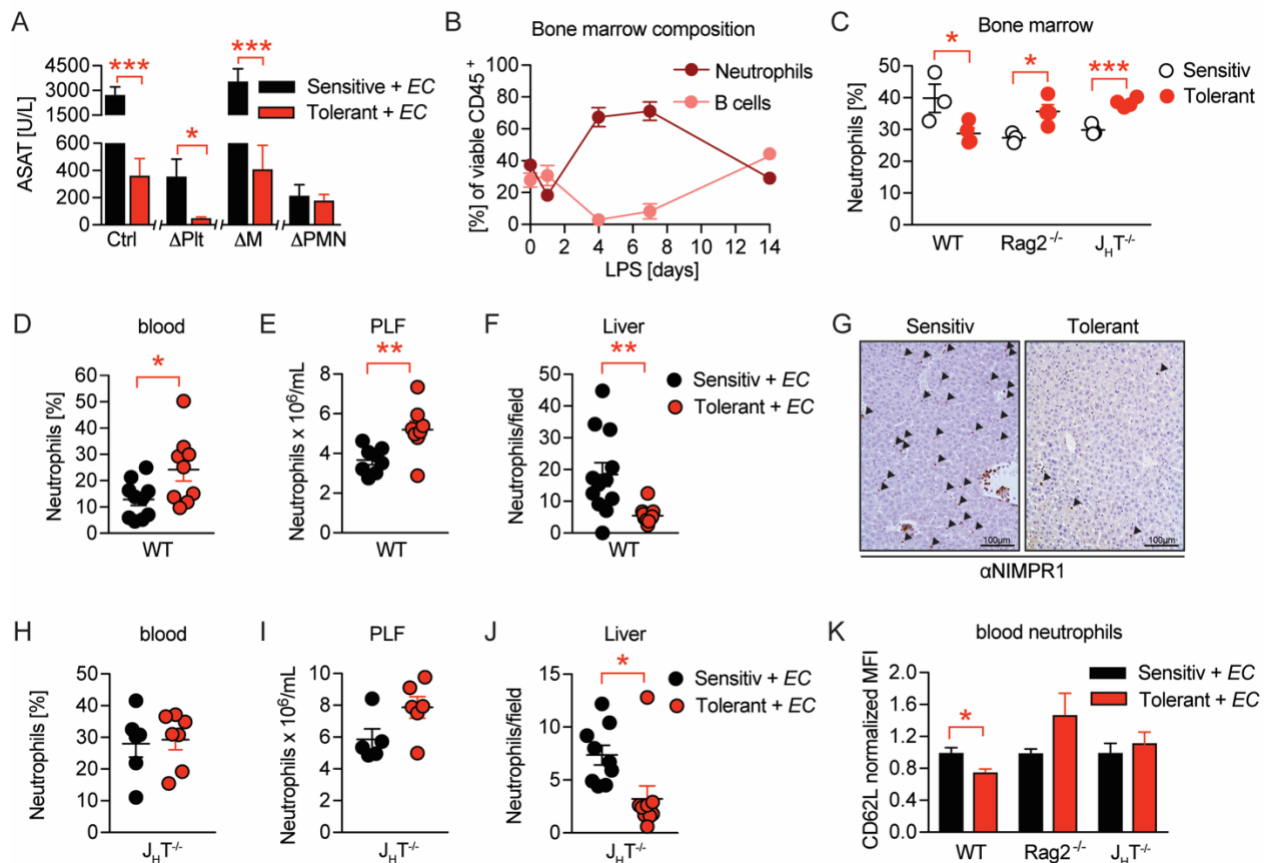 A
***
***
*
4500
3000
1500
600
400
200
0
ASAT [U/L]
Sensitive + EC
Tolerant + EC
Ctrl
ΔPlt
ΔM
ΔPMN
B
Bone marrow composition
[%] of viable CD45+
100
80
60
40
20
0
Neutrophils
B cells
0 2 4 6 8 10 12 14
LPS [days]
C
Bone marrow
*
*
***
Sensitiv
Tolerant
Neutrophils [%]
50
40
30
20
10
0
WT
Rag2-/-
JHT-/-
D
blood
*
Neutrophils [%]
60
50
40
30
20
10
0
WT
E
PLF
**
Neutrophils x 10⁶/mL
8
6
4
2
0
WT
F
Liver
**
Neutrophils/field
50
40
30
20
10
0
WT
Sensitiv + EC
Tolerant + EC
G
Sensitiv
Tolerant
100µm
100µm
αNIMPR1
H
blood
Neutrophils [%]
50
40
30
20
10
0
JHT-/-
I
PLF
Neutrophils x 10⁶/mL
10
8
6
4
2
0
JHT-/-
J
Liver
*
Neutrophils/field
15
10
5
0
JHT-/-
Sensitiv + EC
Tolerant + EC
K
blood neutrophils
CD62L normalized MFI
2.0
1.6
1.2
0.8
0.4
0.0
*
Sensitiv + EC
Tolerant + EC
WT
Rag2-/-
JHT-/-